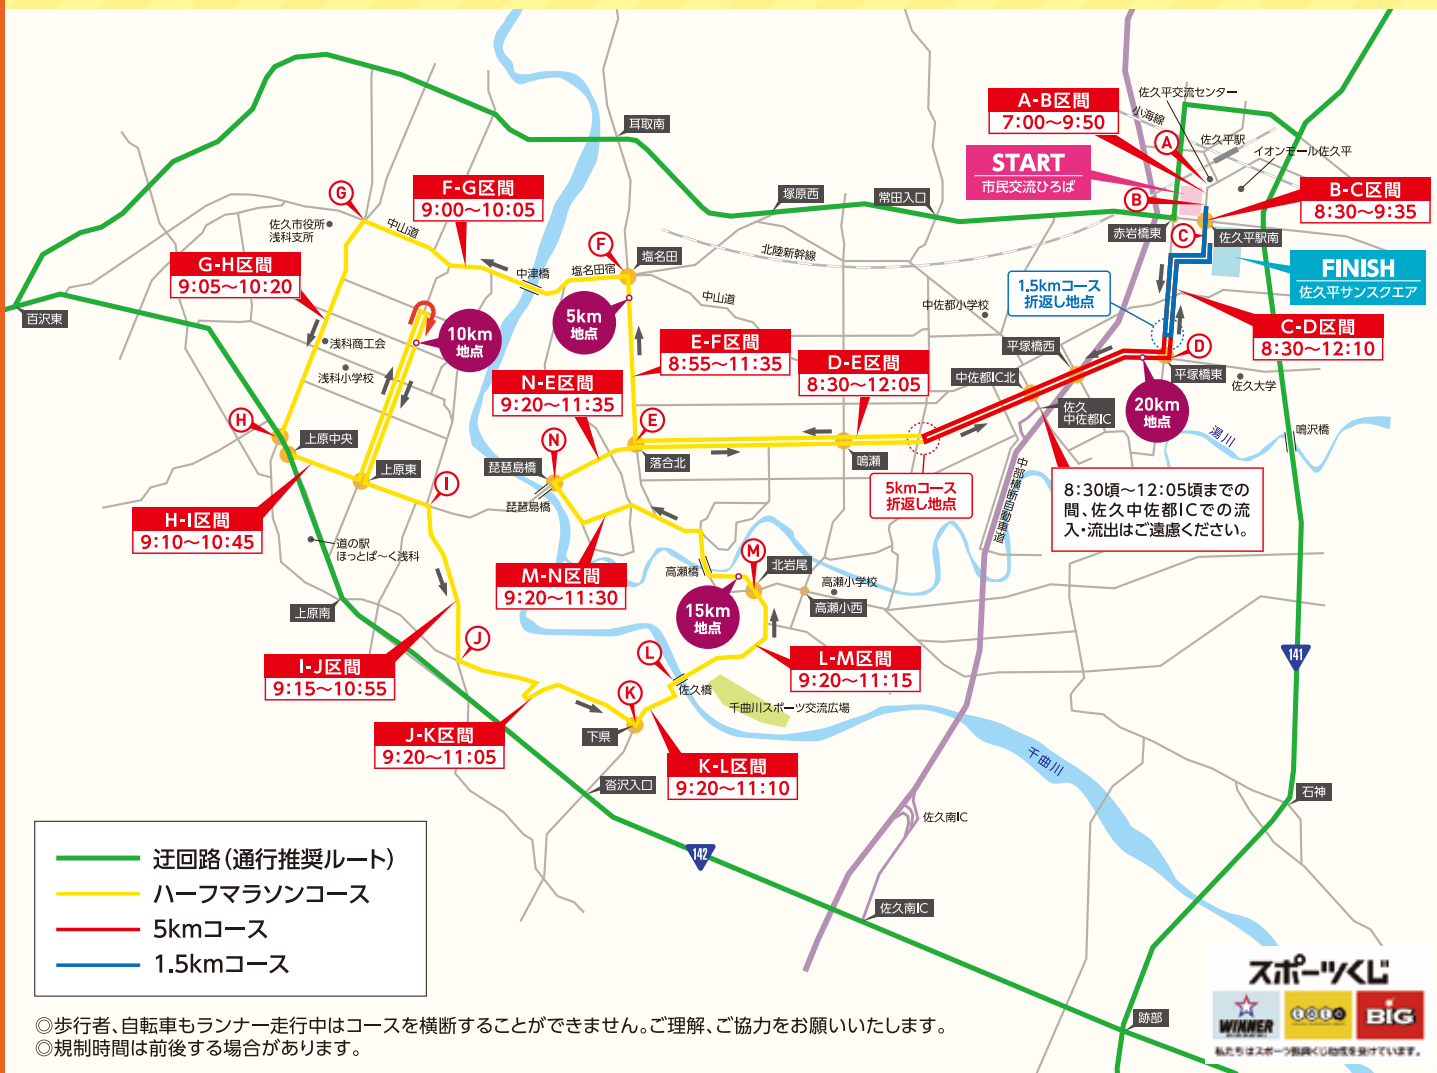 A-B区間
7:00〜9:50
佐久平交流センター
小海線
佐久平駅
イオンモール佐久平
A
START
市民交流ひろば
B
B-C区間
8:30〜9:35
赤岩橋東
C
佐久平駅南
FINISH
佐久平サンスクエア
耳取南
塚原西
常田入口
北陸新幹線
F-G区間
9:00〜10:05
G
佐久市役所
浅科支所
中山道
F
塩名田
塩名田宿
中津橋
G-H区間
9:05〜10:20
百沢東
5km
地点
中山道
中佐都小学校
1.5kmコース
折返し地点
C-D区間
8:30〜12:10
10km
地点
浅科商工会
浅科小学校
E-F区間
8:55〜11:35
D-E区間
8:30〜12:05
平塚橋西
D
平塚橋東
中佐都IC北
佐久大学
N-E区間
9:20〜11:35
佐久
中佐都IC
20km
地点
H
上原中央
上原東
E
落合北
鳴瀬
湯川
鳴沢橋
N
琵琶島橋
琵琶島橋
I
5kmコース
折返し地点
中部横断自動車道
8:30頃〜12:05頃までの
間、佐久中佐都ICでの流
入・流出はご遠慮ください。
H-I区間
9:10〜10:45
道の駅
ほっとぱ〜く浅科
M-N区間
9:20〜11:30
高瀬橋
M
北岩尾
高瀬小学校
高瀬小西
15km
地点
上原南
J
I-J区間
9:15〜10:55
L
L-M区間
9:20〜11:15
141
K
佐久橋
千曲川スポーツ交流広場
下県
J-K区間
9:20〜11:05
K-L区間
9:20〜11:10
千曲川
沓沢入口
石神
佐久南IC
142
佐久南IC
跡部
迂回路(通行推奨ルート)
ハーフマラソンコース
5kmコース
1.5kmコース
◎歩行者、自転車もランナー走行中はコースを横断することができません。ご理解、ご協力をお願いいたします。
◎規制時間は前後する場合があります。
スポーツくじ
WINNER
toto
BIG
私たちはスポーツ振興くじ助成を受けています。